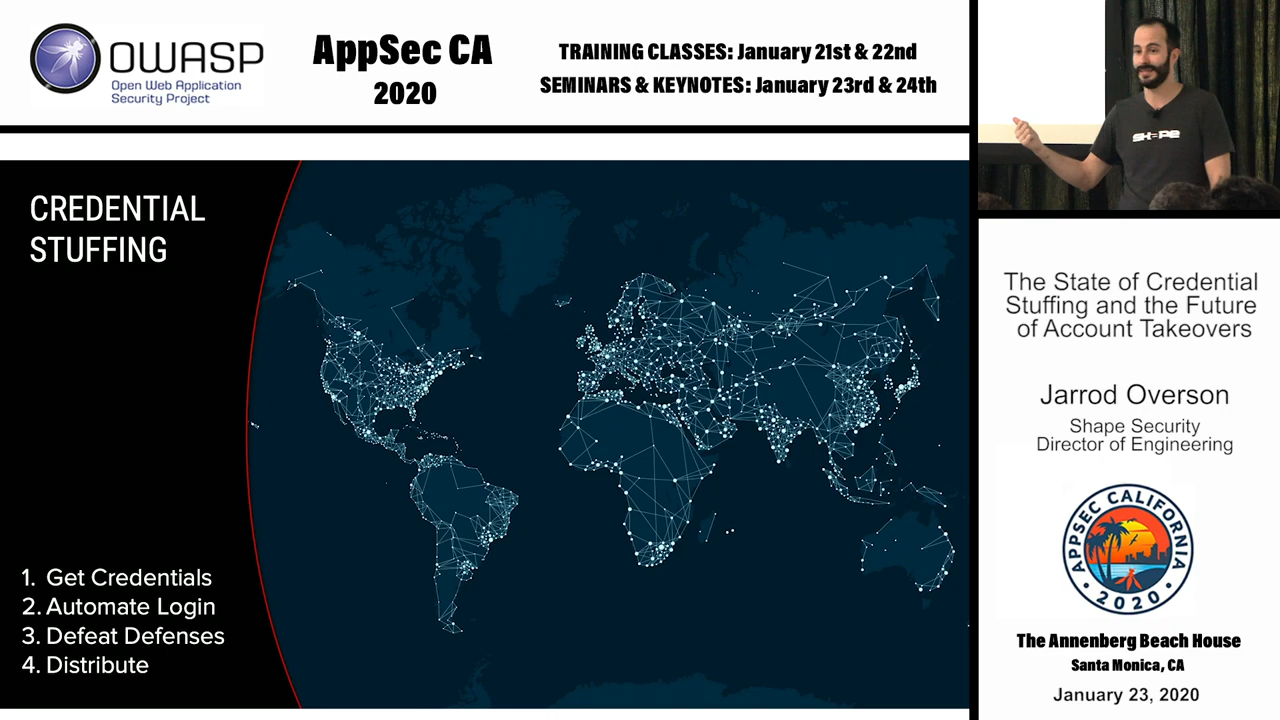 OWASP
Open Web Application
Security Project
AppSec CA
2020
TRAINING CLASSES: January 21st & 22nd
SEMINARS & KEYNOTES: January 23rd & 24th
CREDENTIAL
STUFFING
1. Get Credentials
2. Automate Login
3. Defeat Defenses
4. Distribute
SHAPE
The State of Credential
Stuffing and the Future
of Account Takeovers
Jarrod Overson
Shape Security
Director of Engineering
APPSEC CALIFORNIA
• 2020 •
The Annenberg Beach House
Santa Monica, CA
January 23, 2020